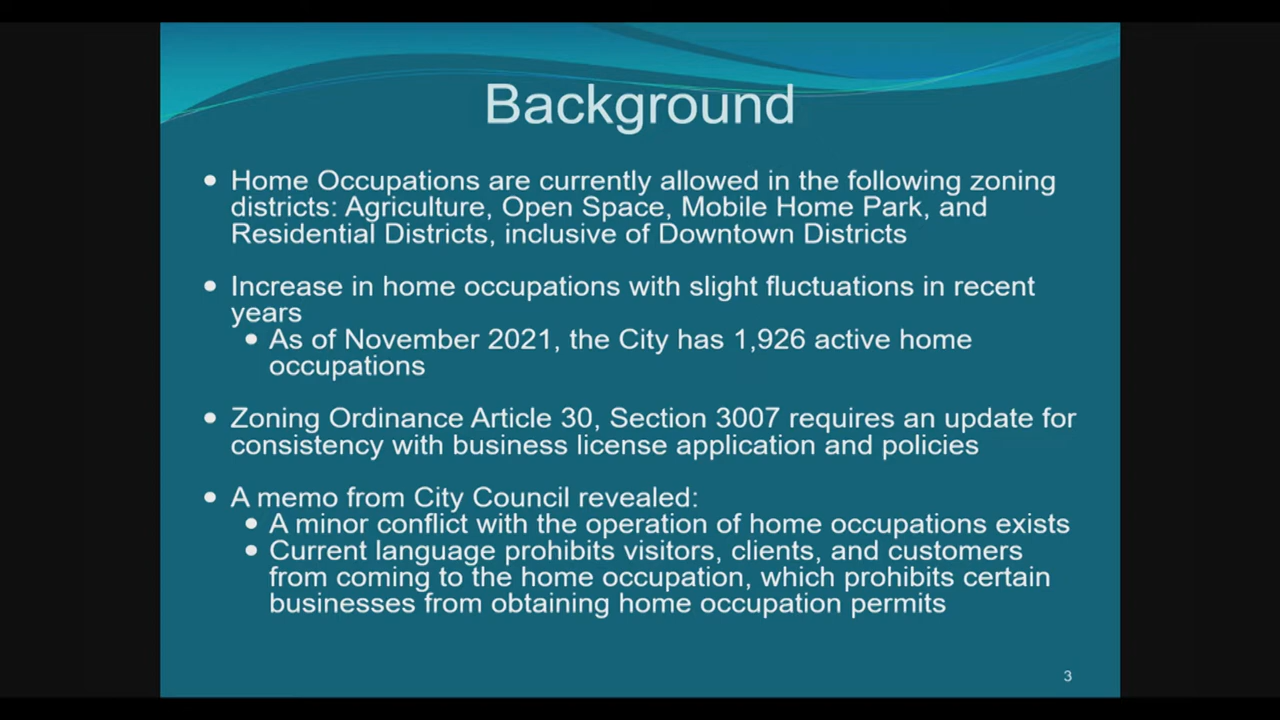 Background
• Home Occupations are currently allowed in the following zoning
districts: Agriculture, Open Space, Mobile Home Park, and
Residential Districts, inclusive of Downtown Districts
• Increase in home occupations with slight fluctuations in recent
years
• As of November 2021, the City has 1,926 active home
occupations
• Zoning Ordinance Article 30, Section 3007 requires an update for
consistency with business license application and policies
• A memo from City Council revealed:
• A minor conflict with the operation of home occupations exists
• Current language prohibits visitors, clients, and customers
from coming to the home occupation, which prohibits certain
businesses from obtaining home occupation permits
3